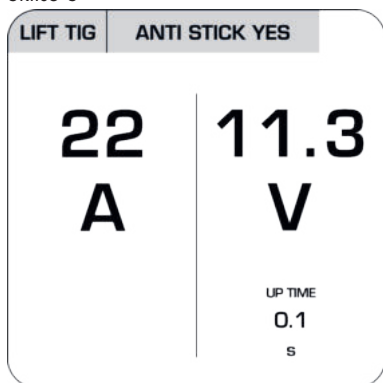 LIFT TIG ANTI STICK YES
22
A
11.3
V
UP TIME
0.1
s